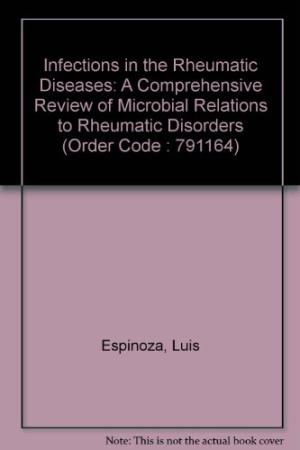 Infections in the Rheumatic
Diseases: A Comprehensive
Review of Microbial Relations
to Rheumatic Disorders
(Order Code : 791164)
Espinoza, Luis
Note: This is not the actual book cover